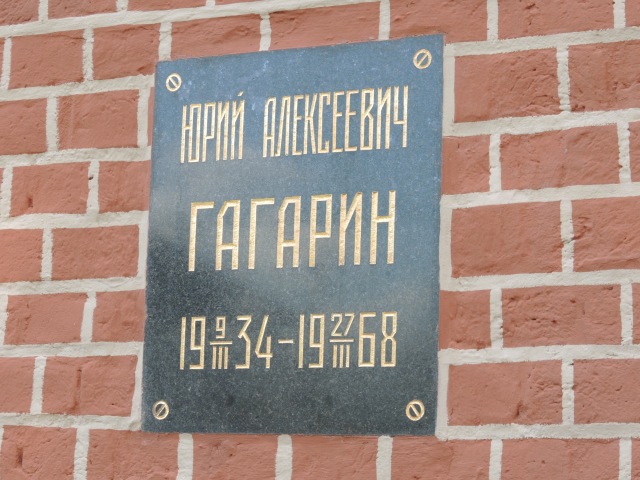 ЮРИЙ АЛЕКСЕЕВИЧ
ГАГАРИН
19 9/III 34 – 19 27/III 68